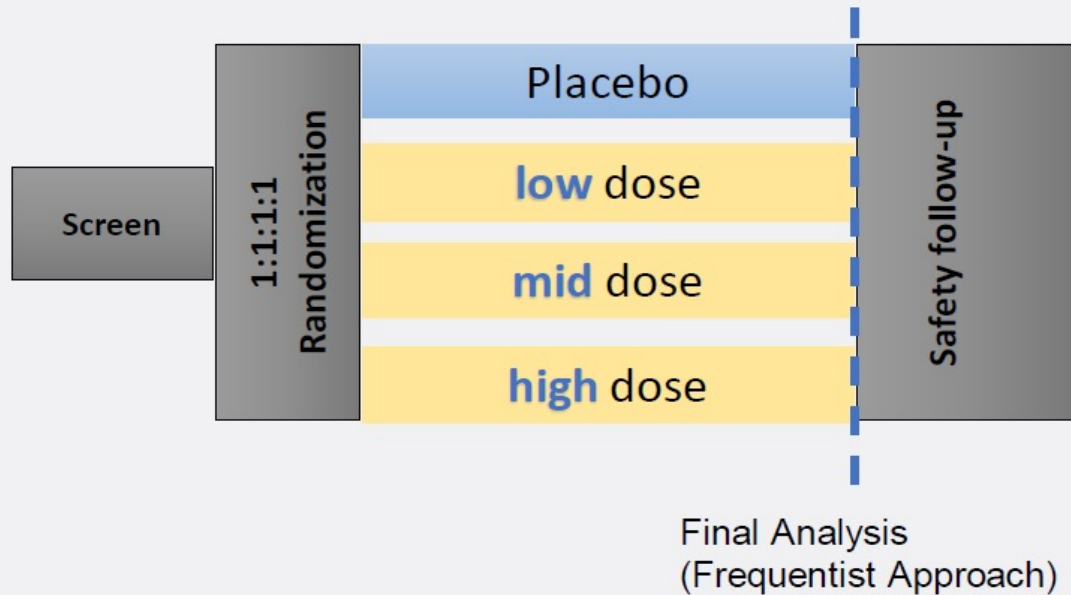 Screen
1:1:1:1
Randomization
Placebo
low dose
mid dose
high dose
Safety follow-up
Final Analysis
(Frequentist Approach)